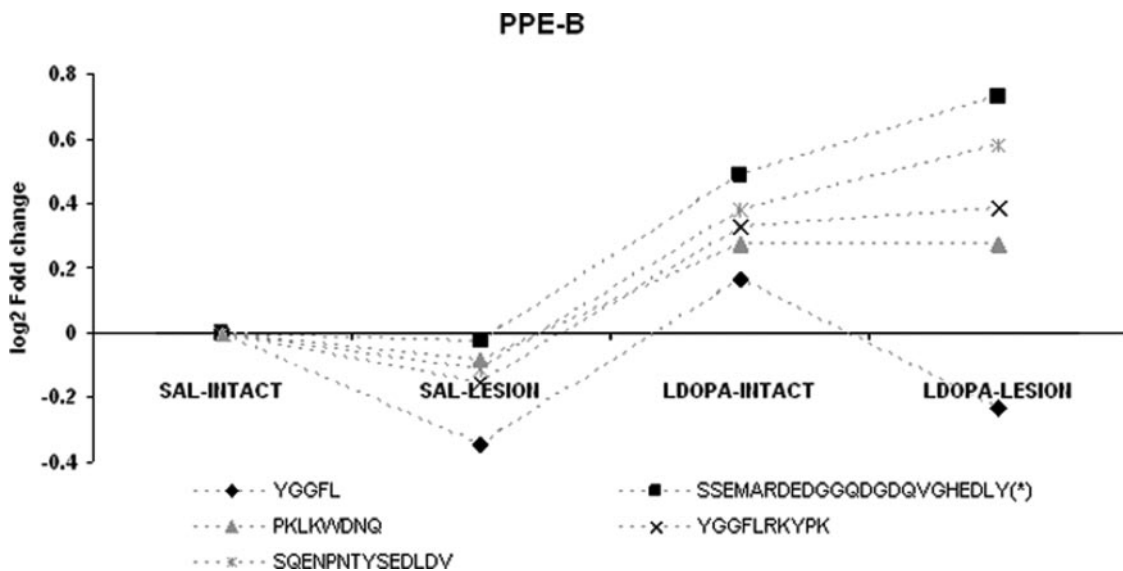 PPE-B
log2 Fold change
0.8
0.6
0.4
0.2
0
-0.2
-0.4
SAL-INTACT
SAL-LESION
LDOPA-INTACT
LDOPA-LESION
YGGFL
SSEMARDEDGGQDGDQVGHEDLY(*)
PKLKWDNQ
YGGFLRKYPK
SQENPNTYSEDLDV